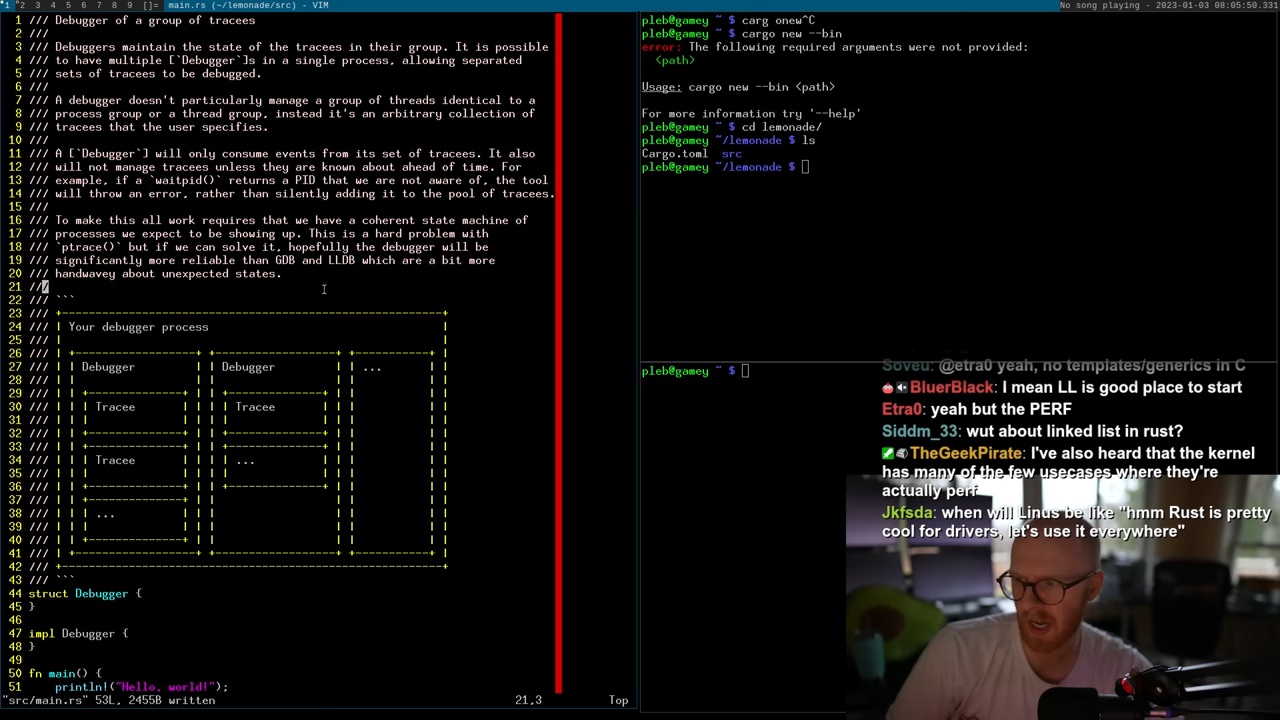 1 2 3 4 5 6 7 8 9 []= main.rs (~/lemonade/src) - VIM
No song playing - 2023-01-03 08:05:50.331
1 /// Debugger of a group of tracees
2 ///
3 /// Debuggers maintain the state of the tracees in their group. It is possible
4 /// to have multiple [`Debugger`]s in a single process, allowing separated
5 /// sets of tracees to be debugged.
6 ///
7 /// A debugger doesn't particularly manage a group of threads identical to a
8 /// process group or a thread group, instead it's an arbitrary collection of
9 /// tracees that the user specifies.
10 ///
11 /// A [`Debugger`] will only consume events from its set of tracees. It also
12 /// will not manage tracees unless they are known about ahead of time. For
13 /// example, if a `waitpid()` returns a PID that we are not aware of, the tool
14 /// will throw an error, rather than silently adding it to the pool of tracees.
15 ///
16 /// To make this all work requires that we have a coherent state machine of
17 /// processes we expect to be showing up. This is a hard problem with
18 /// `ptrace()` but if we can solve it, hopefully the debugger will be
19 /// significantly more reliable than GDB and LLDB which are a bit more
20 /// handwavey about unexpected states.
21 ///
22 /// ```
23 /// +---------------------------------------------------------+
24 /// | Your debugger process                                   |
25 /// |                                                         |
26 /// | +------------------+ +------------------+ +-----------+ |
27 /// | | Debugger         | | Debugger         | | ...       | |
28 /// | |                  | |                  | |           | |
29 /// | | +--------------+ | | +--------------+ | |           | |
30 /// | | | Tracee       | | | | Tracee       | | |           | |
31 /// | | |              | | | |              | | |           | |
32 /// | | +--------------+ | | +--------------+ | |           | |
33 /// | | +--------------+ | | +--------------+ | |           | |
34 /// | | | Tracee       | | | | ...          | | |           | |
35 /// | | |              | | | |              | | |           | |
36 /// | | +--------------+ | | +--------------+ | |           | |
37 /// | | +--------------+ | |                  | |           | |
38 /// | | | ...          | | |                  | |           | |
39 /// | | |              | | |                  | |           | |
40 /// | | +--------------+ | |                  | |           | |
41 /// | +------------------+ +------------------+ +-----------+ |
42 /// +---------------------------------------------------------+
43 /// ```
44 struct Debugger {
45 }
46
47 impl Debugger {
48 }
49
50 fn main() {
51     println!("Hello, world!");
"src/main.rs" 53L, 2455B written 21,3 Top
pleb@gamey ~ $ carg onew^C
pleb@gamey ~ $ cargo new --bin
error: The following required arguments were not provided:
<path>
Usage: cargo new --bin <path>
For more information try '--help'
pleb@gamey ~ $ cd lemonade/
pleb@gamey ~/lemonade $ ls
Cargo.toml src
pleb@gamey ~/lemonade $
pleb@gamey ~ $
Soveu: @etra0 yeah, no templates/generics in C
BluerBlack: I mean LL is good place to start
Etra0: yeah but the PERF
Siddm_33: wut about linked list in rust?
TheGeekPirate: I've also heard that the kernel
has many of the few usecases where they're
actually perf
Jkfsda: when will Linus be like "hmm Rust is pretty
cool for drivers, let's use it everywhere"